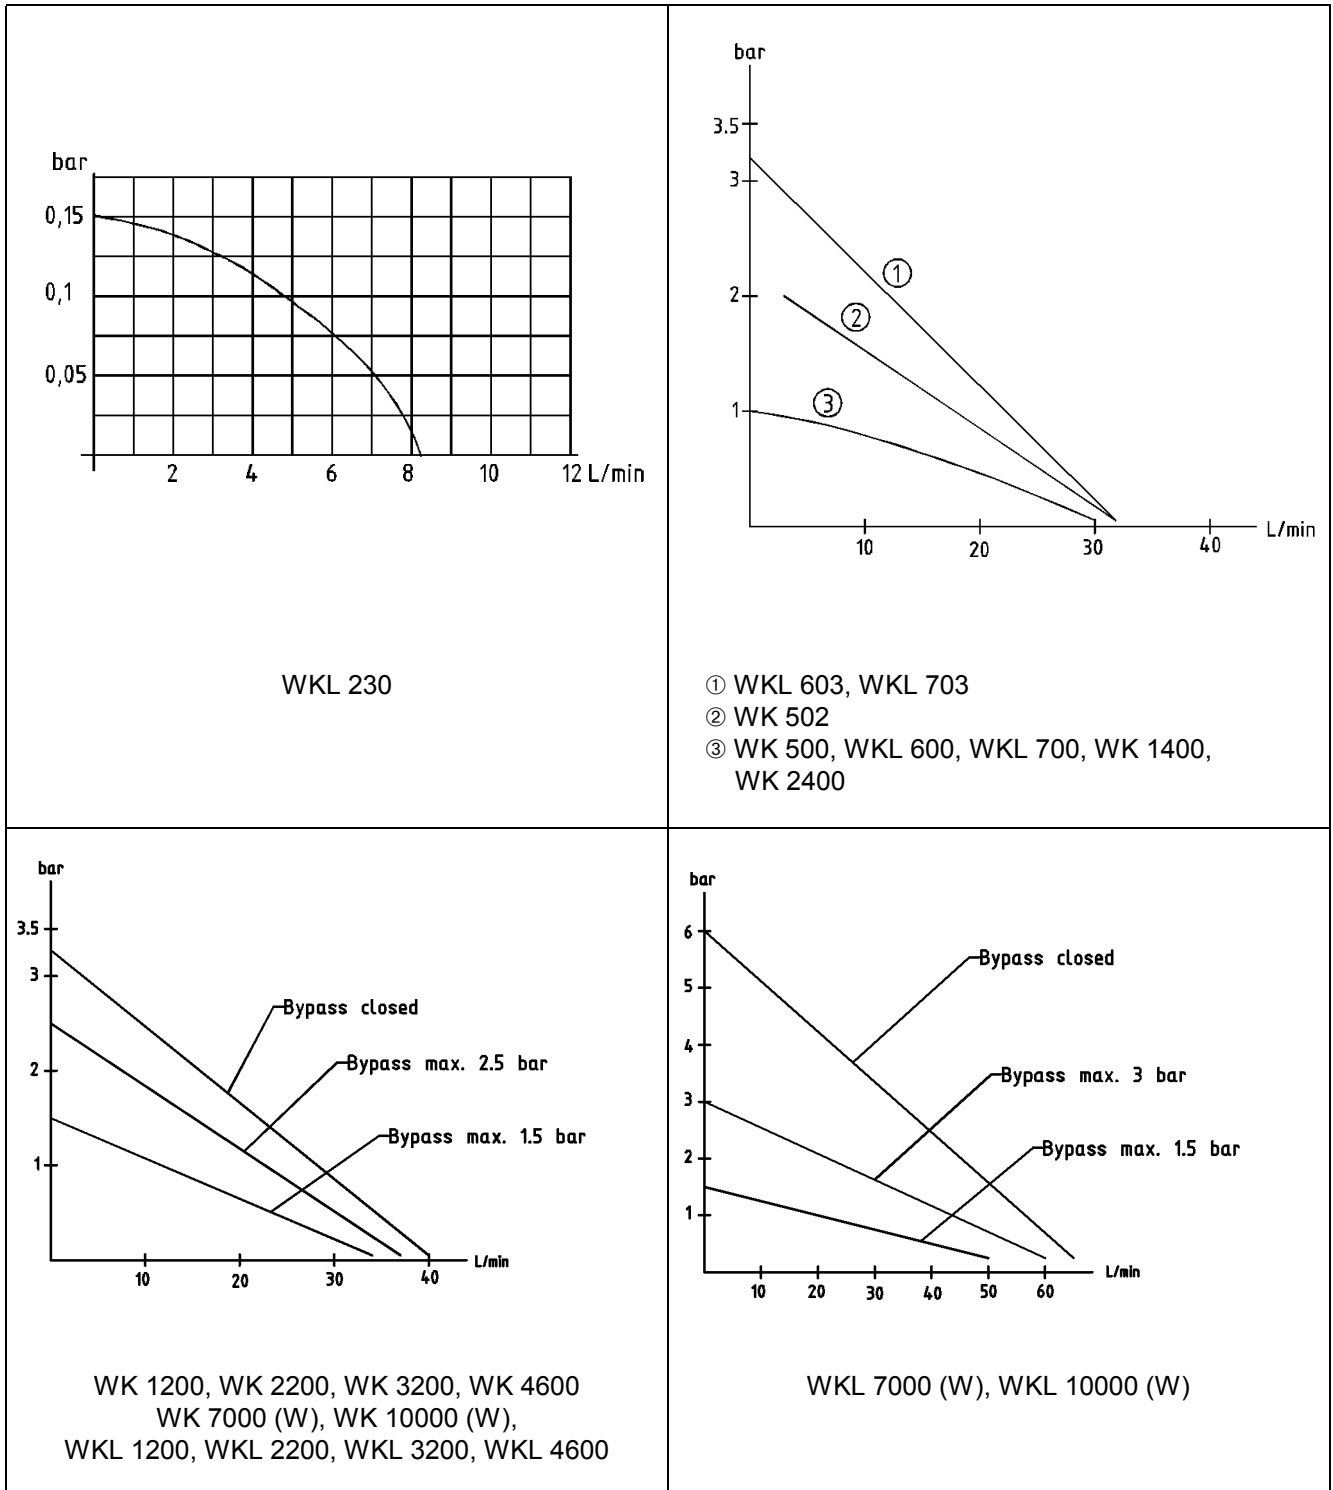 bar
0,15
0,1
0,05
2 4 6 8 10 12 L/min
WKL 230
bar
3.5
3
2
1
① ② ③
10 20 30 40 L/min
① WKL 603, WKL 703
② WK 502
③ WK 500, WKL 600, WKL 700, WK 1400,
WK 2400
bar
3.5
3
2
1
Bypass closed
Bypass max. 2.5 bar
Bypass max. 1.5 bar
10 20 30 40 L/min
WK 1200, WK 2200, WK 3200, WK 4600
WK 7000 (W), WK 10000 (W),
WKL 1200, WKL 2200, WKL 3200, WKL 4600
bar
6
5
4
3
2
1
Bypass closed
Bypass max. 3 bar
Bypass max. 1.5 bar
10 20 30 40 50 60 L/min
WKL 7000 (W), WKL 10000 (W)